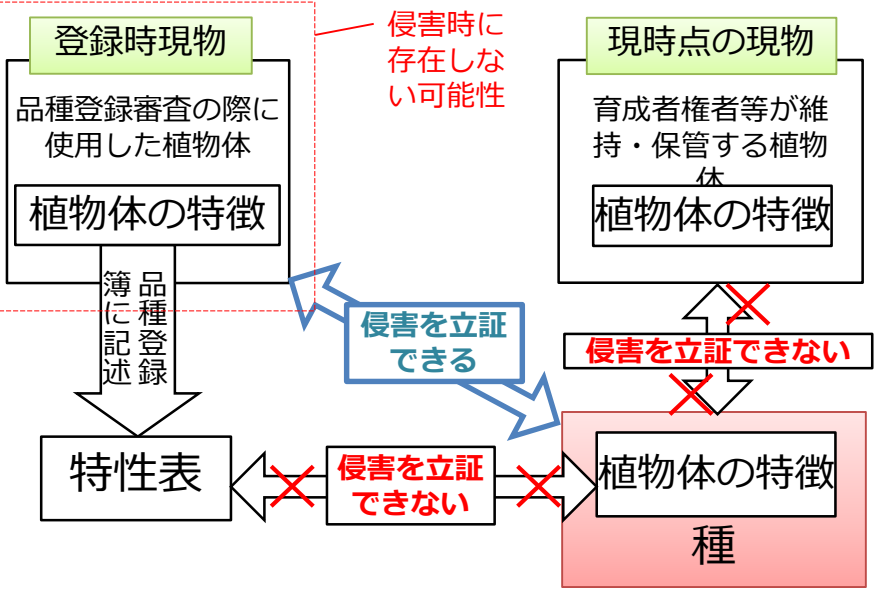 登録時現物
品種登録審査の際に
使用した植物体
植物体の特徴
侵害時に
存在しな
い可能性
現時点の現物
育成者権者等が維
持・保管する植物
体
植物体の特徴
品種登録
簿に記述
侵害を立証
できる
侵害を立証できない
特性表
侵害を立証
できない
植物体の特徴
種